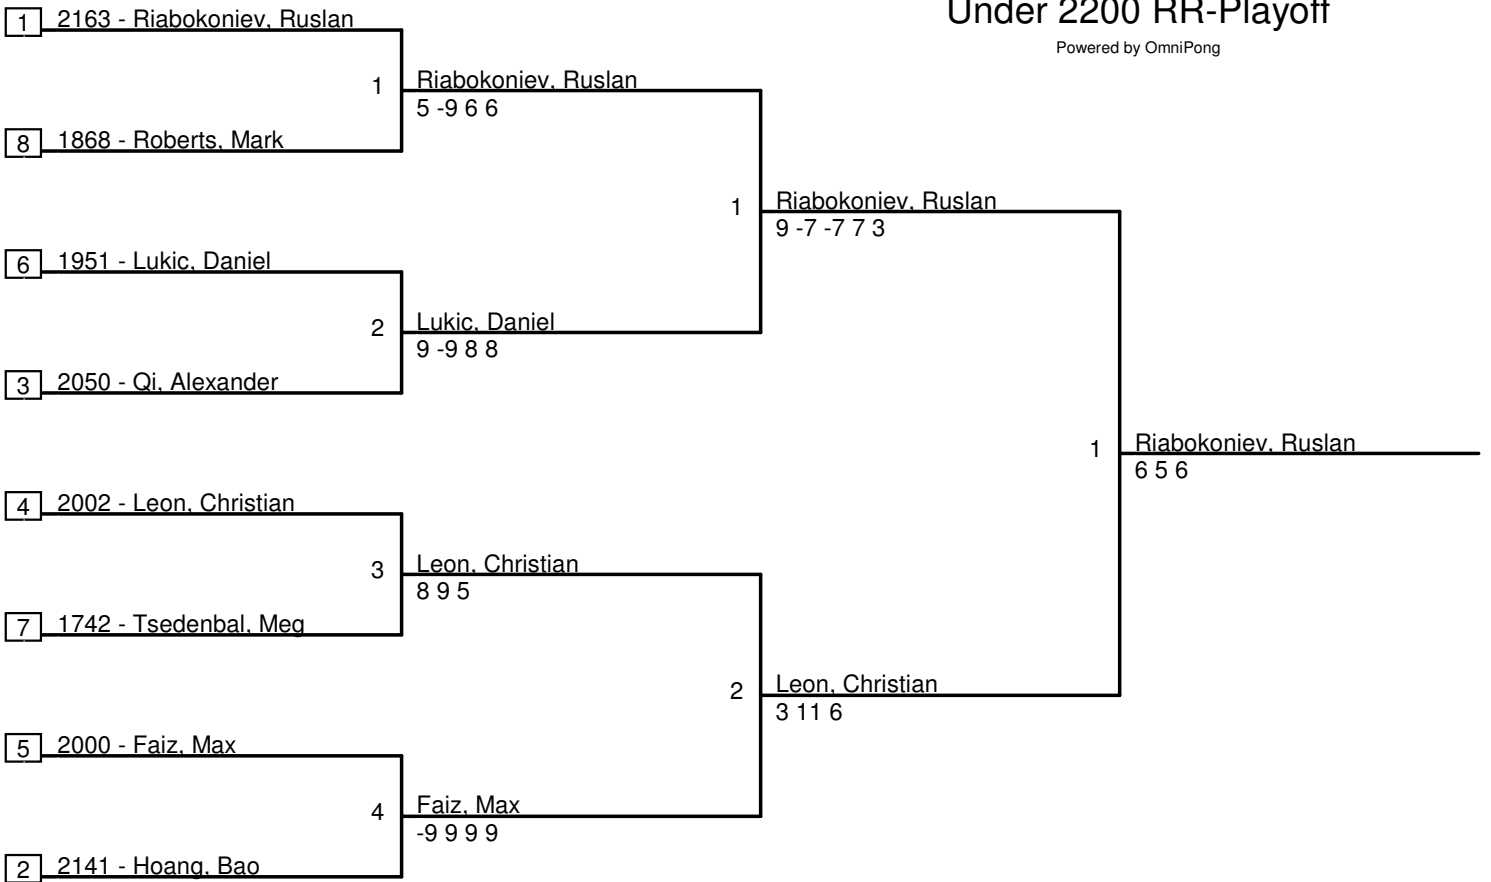 Under 2200 RR-Playoff
Powered by OmniPong
1 2163 - Riabokoniev, Ruslan
1 Riabokoniev, Ruslan
5 -9 6 6
8 1868 - Roberts, Mark
1 Riabokoniev, Ruslan
9 -7 -7 7 3
6 1951 - Lukic, Daniel
2 Lukic, Daniel
9 -9 8 8
3 2050 - Qi, Alexander
1 Riabokoniev, Ruslan
6 5 6
4 2002 - Leon, Christian
3 Leon, Christian
8 9 5
7 1742 - Tsedenbal, Meg
2 Leon, Christian
3 11 6
5 2000 - Faiz, Max
4 Faiz, Max
-9 9 9 9
2 2141 - Hoang, Bao